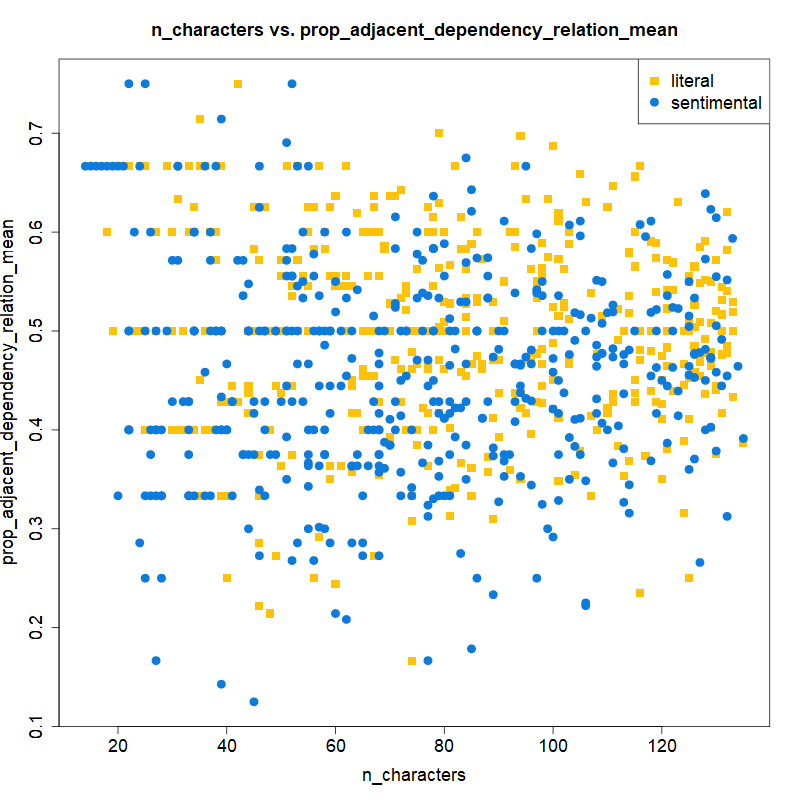 n_characters vs. prop_adjacent_dependency_relation_mean
literal
sentimental
prop_adjacent_dependency_relation_mean
0.7
0.6
0.5
0.4
0.3
0.2
0.1
20 40 60 80 100 120
n_characters